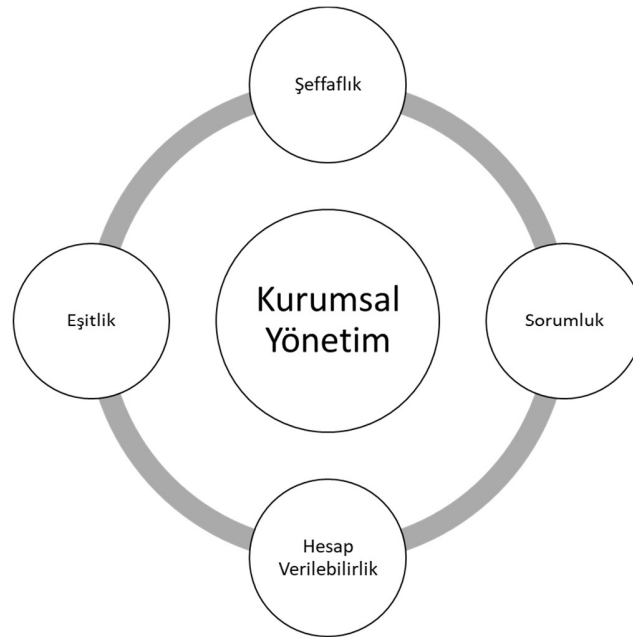 Şeffaflık
Eşitlik
Kurumsal
Yönetim
Sorumluk
Hesap
Verilebilirlik